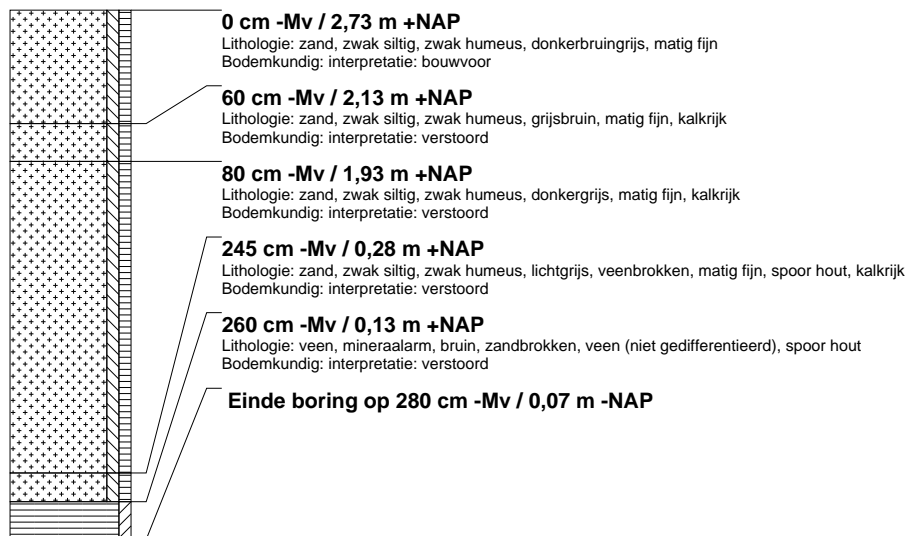 0 cm -Mv / 2,73 m +NAP
Lithologie: zand, zwak siltig, zwak humeus, donkerbruingrijs, matig fijn
Bodemkundig: interpretatie: bouwvoor
60 cm -Mv / 2,13 m +NAP
Lithologie: zand, zwak siltig, zwak humeus, grijsbruin, matig fijn, kalkrijk
Bodemkundig: interpretatie: verstoord
80 cm -Mv / 1,93 m +NAP
Lithologie: zand, zwak siltig, zwak humeus, donkergrijs, matig fijn, kalkrijk
Bodemkundig: interpretatie: verstoord
245 cm -Mv / 0,28 m +NAP
Lithologie: zand, zwak siltig, zwak humeus, lichtgrijs, veenbrokken, matig fijn, spoor hout, kalkrijk
Bodemkundig: interpretatie: verstoord
260 cm -Mv / 0,13 m +NAP
Lithologie: veen, mineraalarm, bruin, zandbrokken, veen (niet gedifferentieerd), spoor hout
Bodemkundig: interpretatie: verstoord
Einde boring op 280 cm -Mv / 0,07 m -NAP